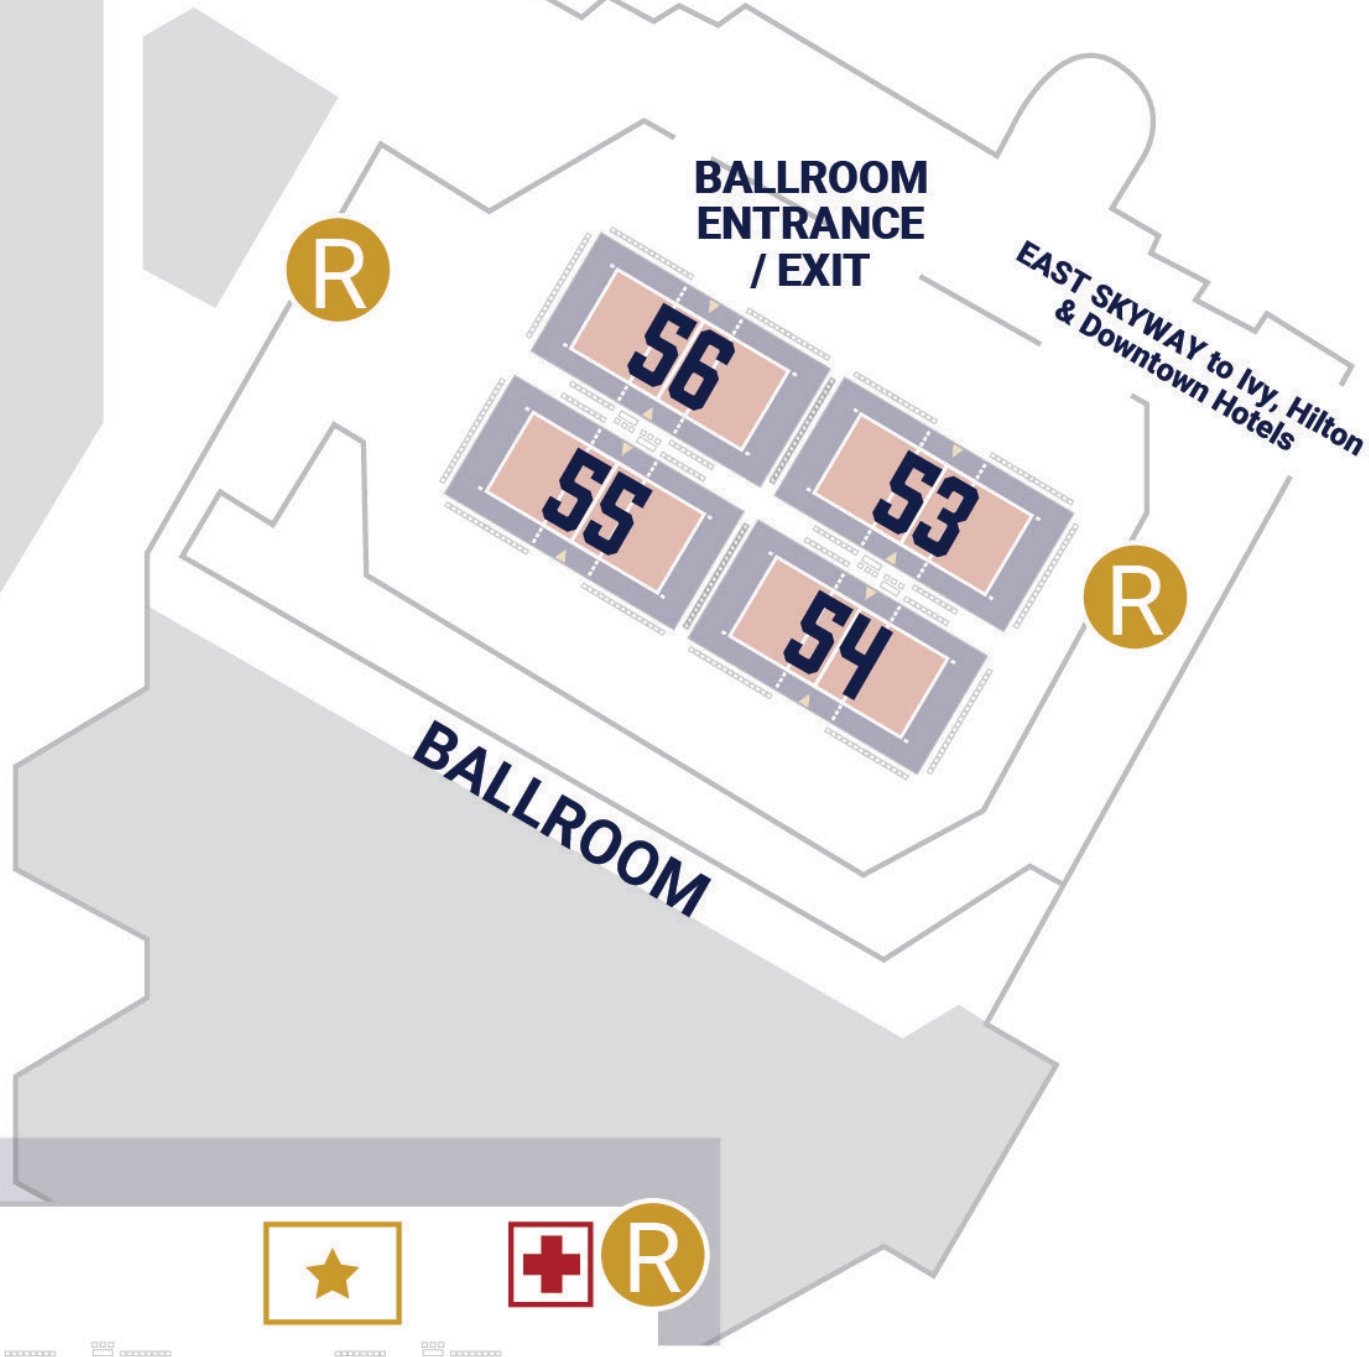 BALLROOM
ENTRANCE
/ EXIT
EAST SKYWAY to Ivy, Hilton
& Downtown Hotels
R
56
53
55
54
R
BALLROOM
R